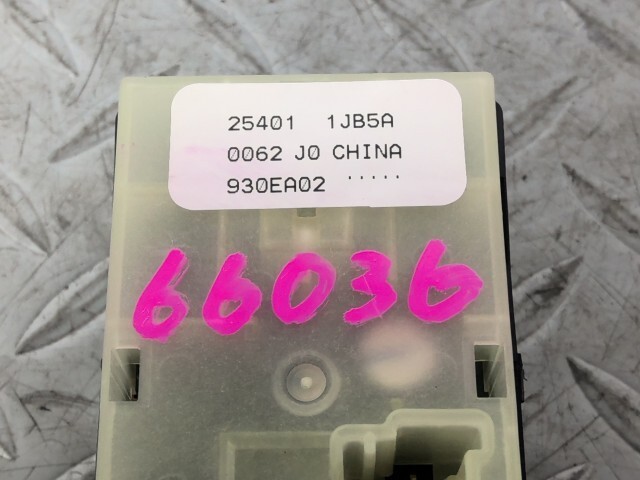 25401 1JB5A
0062 J0 CHINA
930EA02 .....
66036